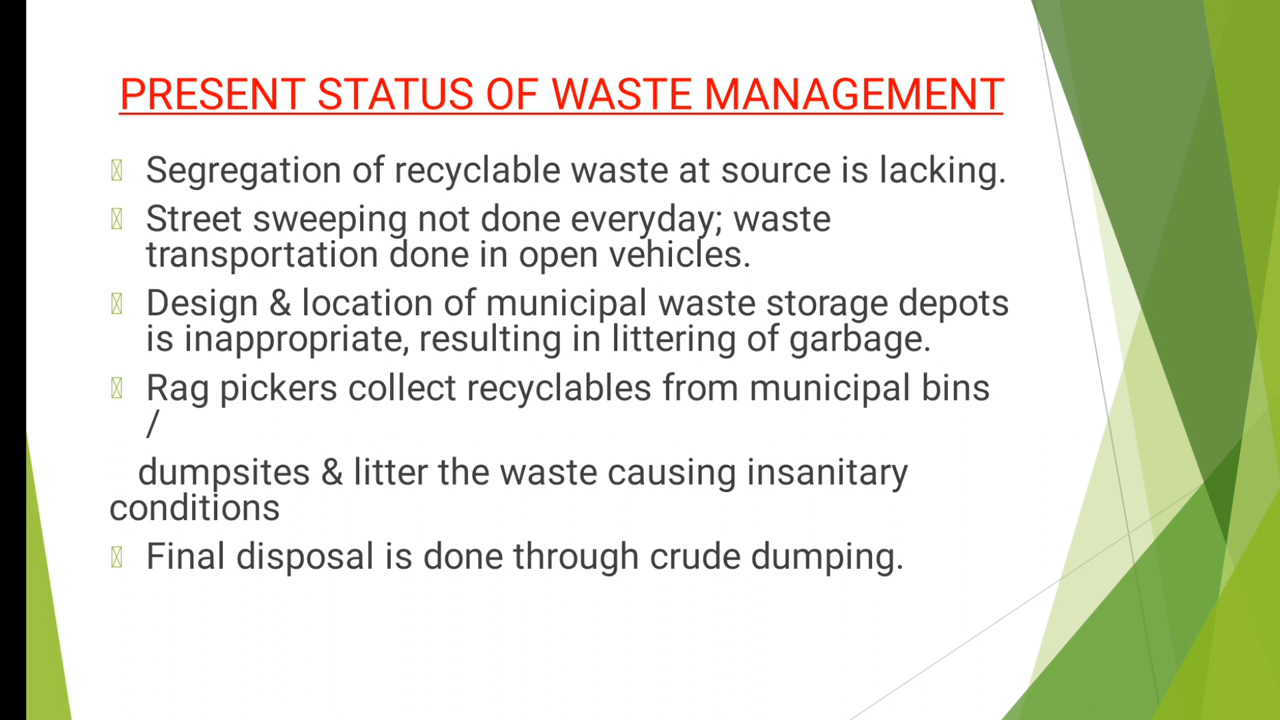 PRESENT STATUS OF WASTE MANAGEMENT
Segregation of recyclable waste at source is lacking.
Street sweeping not done everyday; waste
transportation done in open vehicles.
Design & location of municipal waste storage depots
is inappropriate, resulting in littering of garbage.
Rag pickers collect recyclables from municipal bins
/
dumpsites & litter the waste causing insanitary
conditions
Final disposal is done through crude dumping.